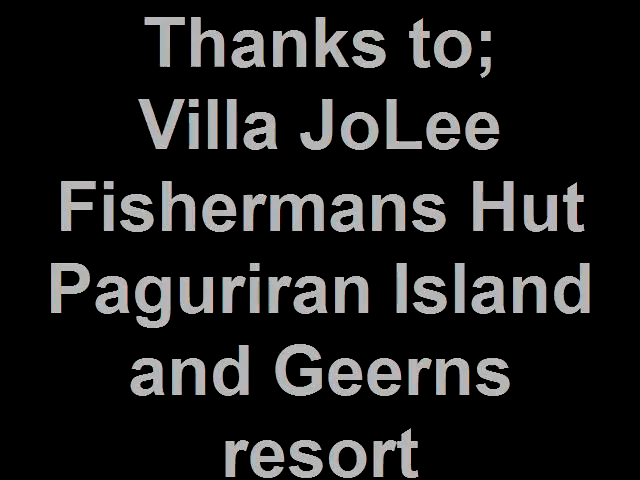 Thanks to;
Villa JoLee
Fishermans Hut
Paguriran Island
and Geerns
resort